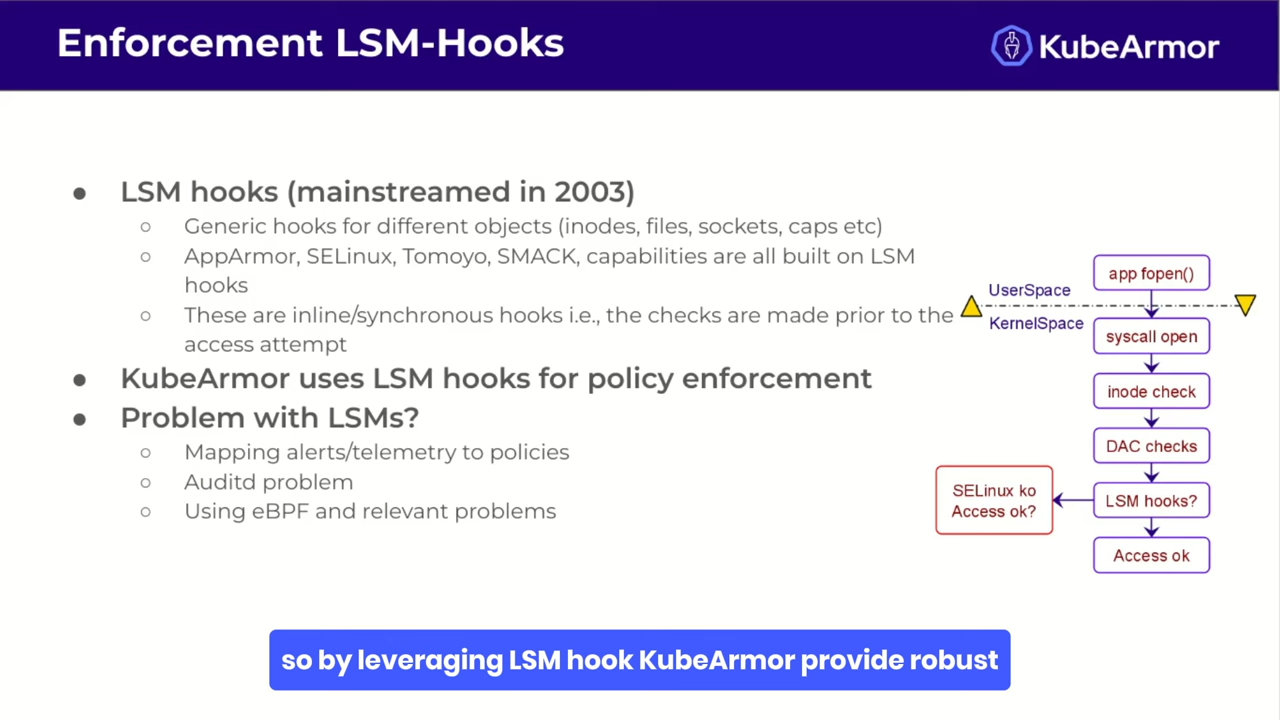 Enforcement LSM-Hooks
KubeArmor
● LSM hooks (mainstreamed in 2003)
○ Generic hooks for different objects (inodes, files, sockets, caps etc)
○ AppArmor, SELinux, Tomoyo, SMACK, capabilities are all built on LSM
hooks
○ These are inline/synchronous hooks i.e., the checks are made prior to the
access attempt
● KubeArmor uses LSM hooks for policy enforcement
● Problem with LSMs?
○ Mapping alerts/telemetry to policies
○ Auditd problem
○ Using eBPF and relevant problems
app fopen()
UserSpace
KernelSpace
syscall open
inode check
DAC checks
LSM hooks?
SELinux ko
Access ok?
Access ok
so by leveraging LSM hook KubeArmor provide robust